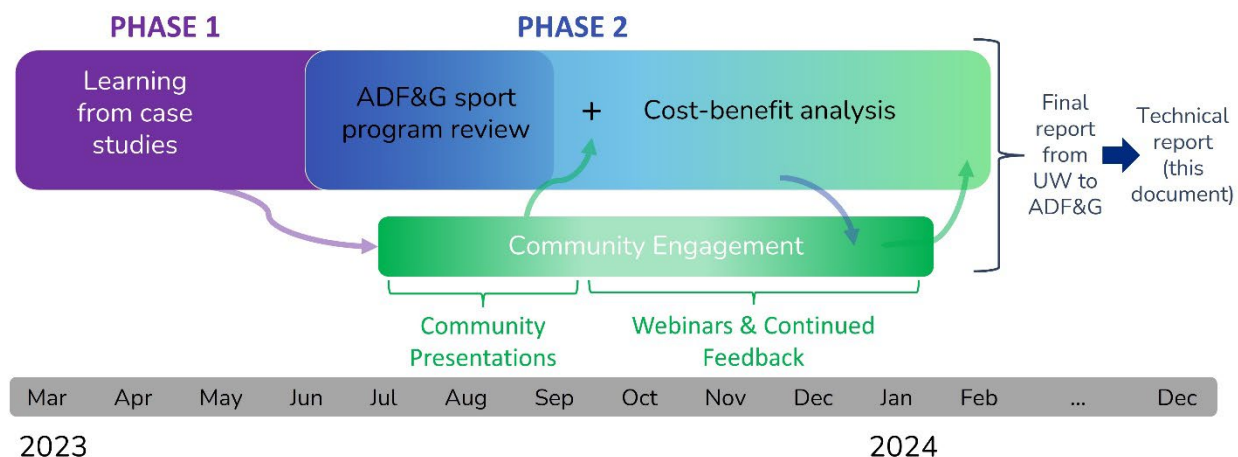 PHASE 1
PHASE 2
Learning
from case
studies
ADF&G sport
program review
+
Cost-benefit analysis
Final
report
from
UW to
ADF&G
Technical
report
(this
document)
Community Engagement
Community
Presentations
Webinars & Continued
Feedback
Mar Apr May Jun Jul Aug Sep Oct Nov Dec Jan Feb ... Dec
2023 2024